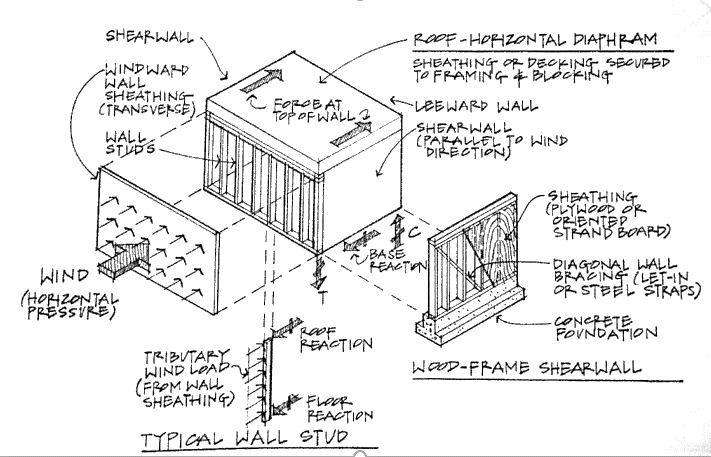 SHEARWALL
WINDWARD
WALL
SHEATHING
(TRANSVERSE)
WALL
STUDS
FORCE AT
TOP OF WALL
ROOF-HORIZONTAL DIAPHRAM
SHEATHING OR DECKING SECURED
TO FRAMING & BLOCKING
LEEWARD WALL
SHEARWALL
(PARALLEL TO WIND
DIRECTION)
WIND
(HORIZONTAL
PRESSURE)
T
C
BASE
REACTION
SHEATHING
(PLYWOOD OR
ORIENTED
STRAND BOARD)
DIAGONAL WALL
BRACING (LET-IN
OR STEEL STRAPS)
CONCRETE
FOUNDATION
WOOD-FRAME SHEARWALL
ROOF
REACTION
TRIBUTARY
WIND LOAD
(FROM WALL
SHEATHING)
FLOOR
REACTION
TYPICAL WALL STUD